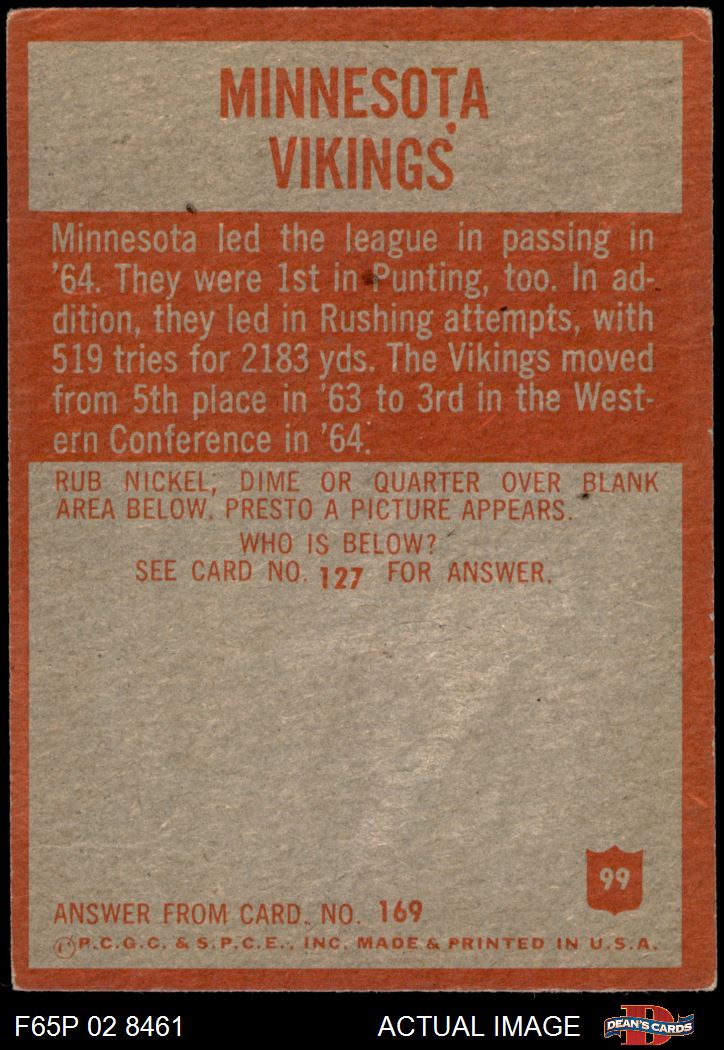 MINNESOTA
VIKINGS
Minnesota led the league in passing in
'64. They were 1st in Punting, too. In ad-
dition, they led in Rushing attempts, with
519 tries for 2183 yds. The Vikings moved
from 5th place in '63 to 3rd in the West-
ern Conference in '64.
RUB NICKEL, DIME OR QUARTER OVER BLANK
AREA BELOW. PRESTO A PICTURE APPEARS.
WHO IS BELOW?
SEE CARD NO. 127 FOR ANSWER.
99
ANSWER FROM CARD. NO. 169
©P.C.G.C. & S.P.C.E., INC. MADE & PRINTED IN U.S.A.
F65P 02 8461 ACTUAL IMAGE D DEAN'S CARDS